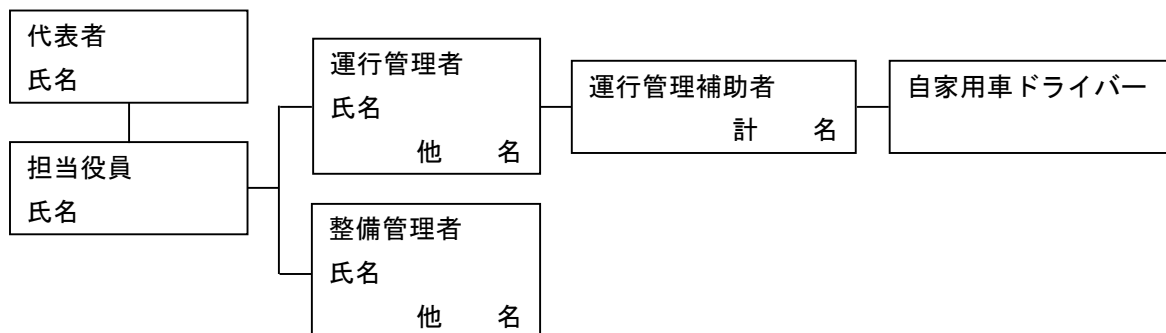 代表者
氏名
担当役員
氏名
運行管理者
氏名
他　　名
整備管理者
氏名
他　　名
運行管理補助者
計　　名
自家用車ドライバー